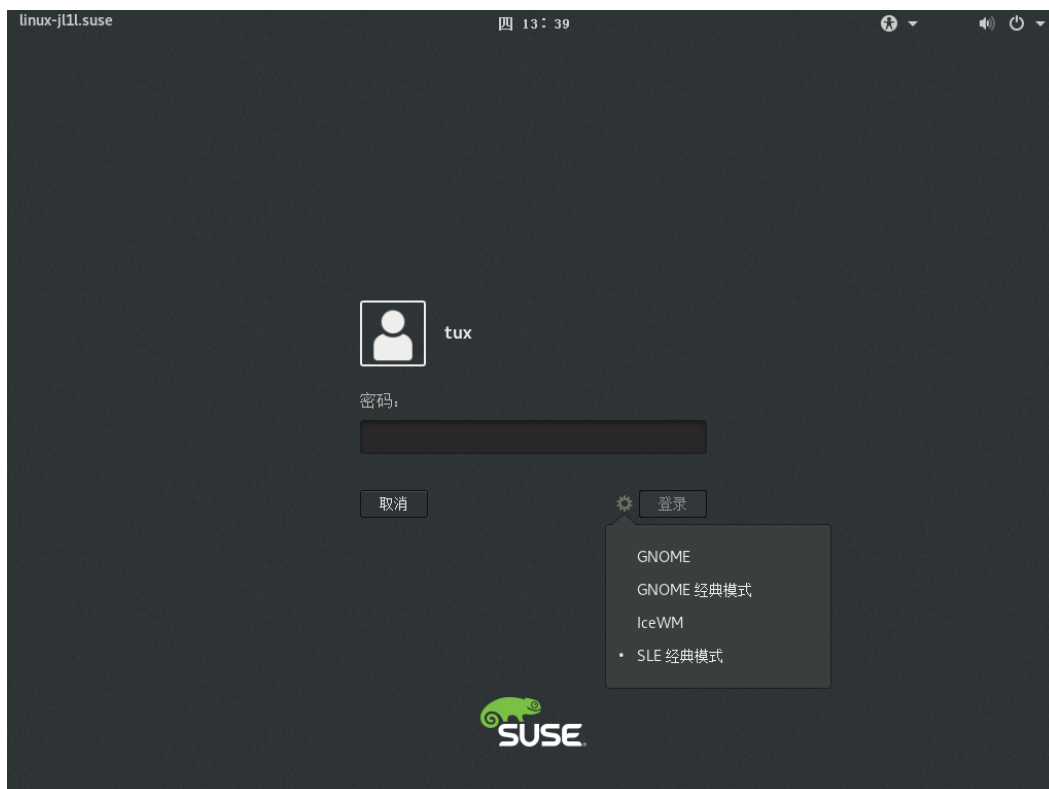 linux-jl1l.suse
四 13：39
tux
密码：
取消
登录
GNOME
GNOME 经典模式
IceWM
• SLE 经典模式
SUSE